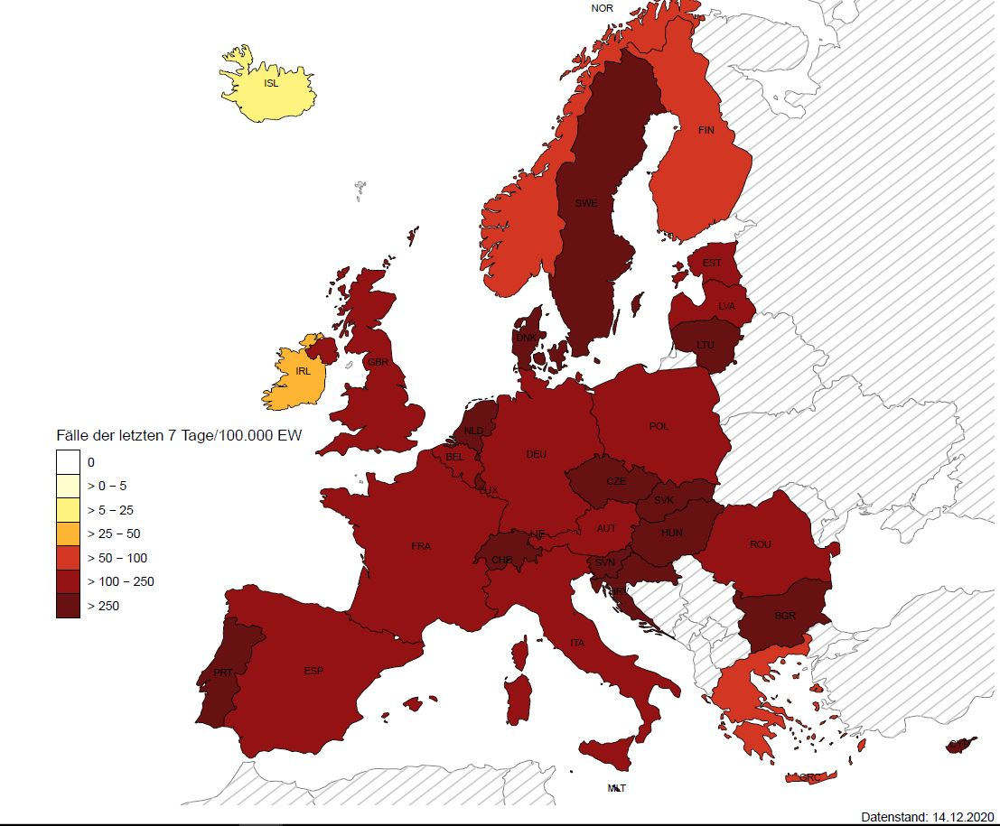 NOR
ISL
FIN
SWE
EST
LVA
DNK
LTU
GBR
IRL
POL
NLD
Fälle der letzten 7 Tage/100.000 EW
0
> 0 – 5
> 5 – 25
> 25 – 50
> 50 – 100
> 100 – 250
> 250
BEL
DEU
CZE
LUX
SVK
AUT
LIE
HUN
FRA
ROU
CHE
SVN
HRV
BGR
ITA
PRT
ESP
CYP
GRC
MLT
Datenstand: 14.12.2020